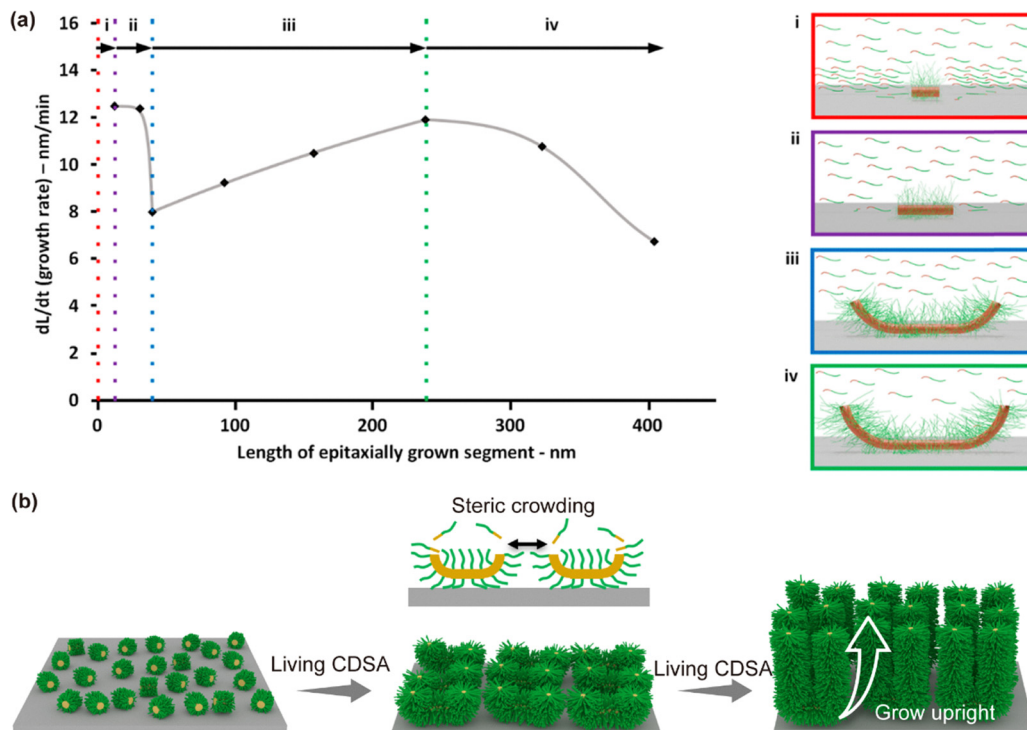 (a)
i
ii
iii
iv
16
14
12
10
8
6
4
2
0
dL/dt (growth rate) – nm/min
0
100
200
300
400
Length of epitaxially grown segment - nm
i
ii
iii
iv
(b)
Steric crowding
Living CDSA
Living CDSA
Grow upright